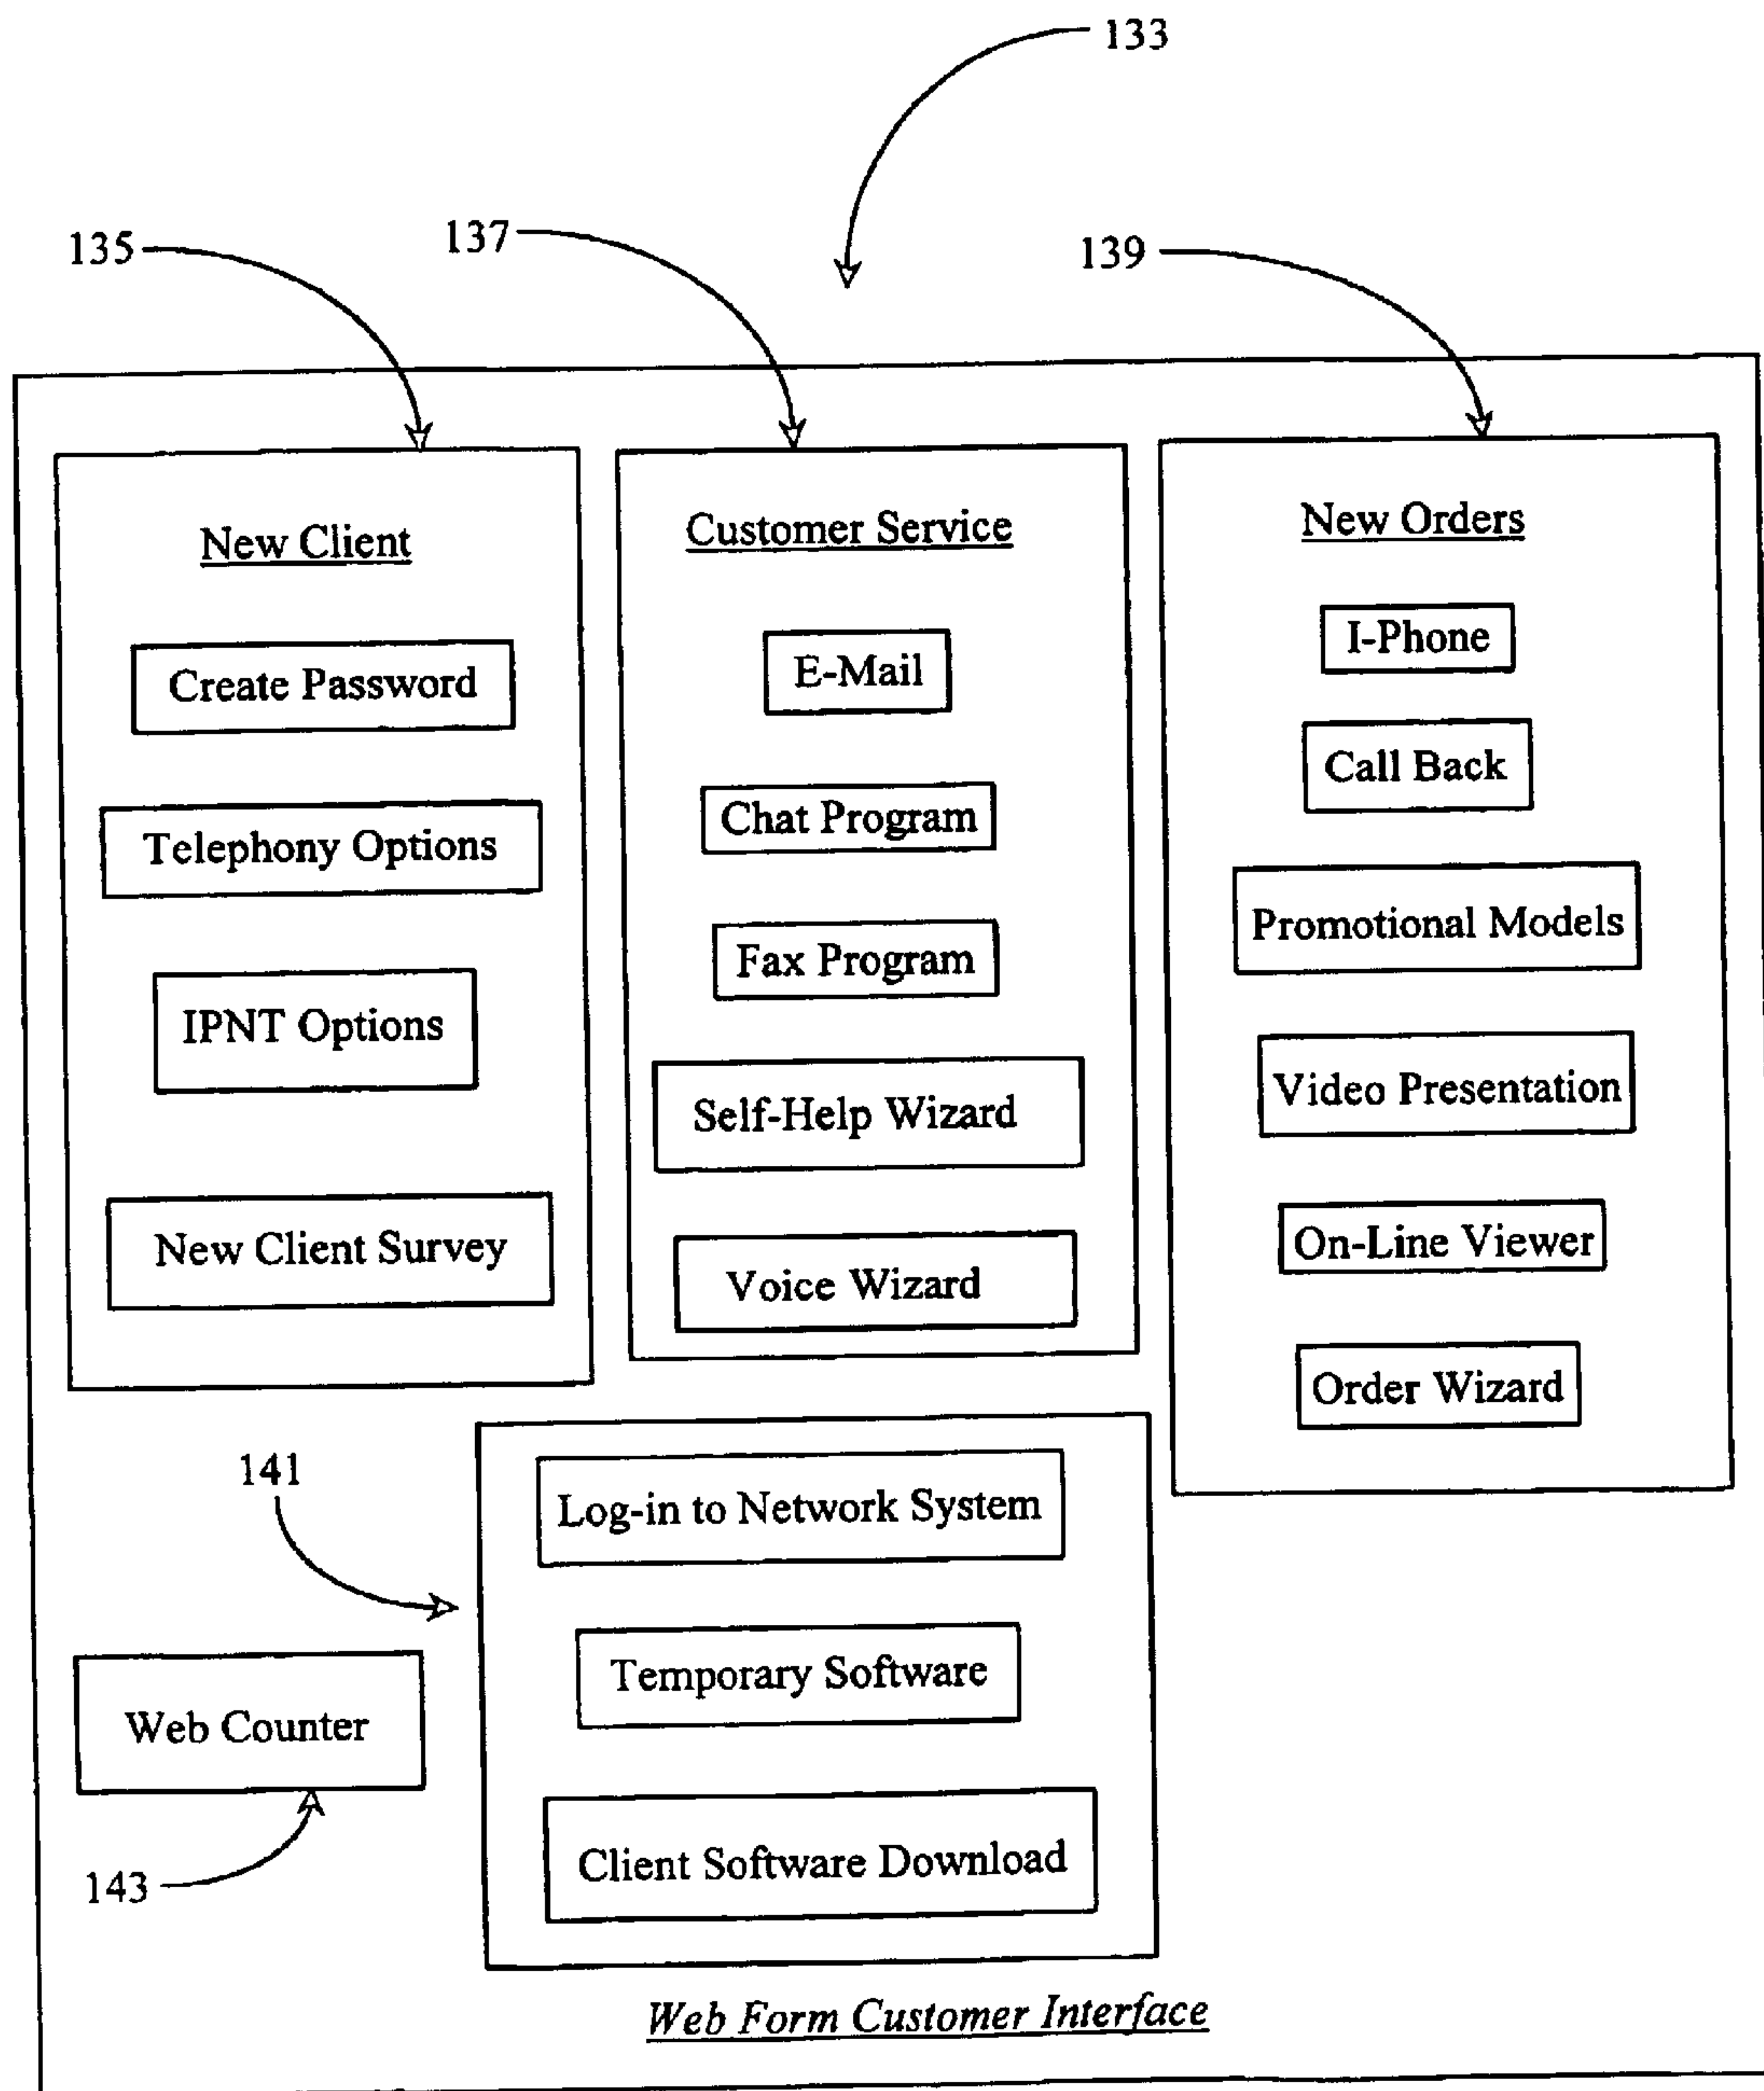 133
135
137
139
New Client
Create Password
Telephony Options
IPNT Options
New Client Survey
Customer Service
E-Mail
Chat Program
Fax Program
Self-Help Wizard
Voice Wizard
New Orders
I-Phone
Call Back
Promotional Models
Video Presentation
On-Line Viewer
Order Wizard
141
Log-in to Network System
Temporary Software
Client Software Download
Web Counter
143
Web Form Customer Interface